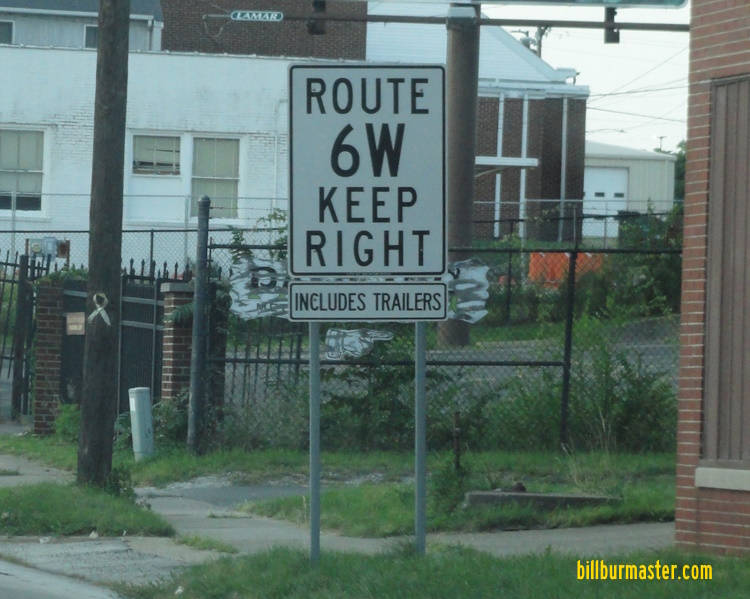 LAMAR
ROUTE
6W
KEEP
RIGHT
INCLUDES TRAILERS
billburmaster.com